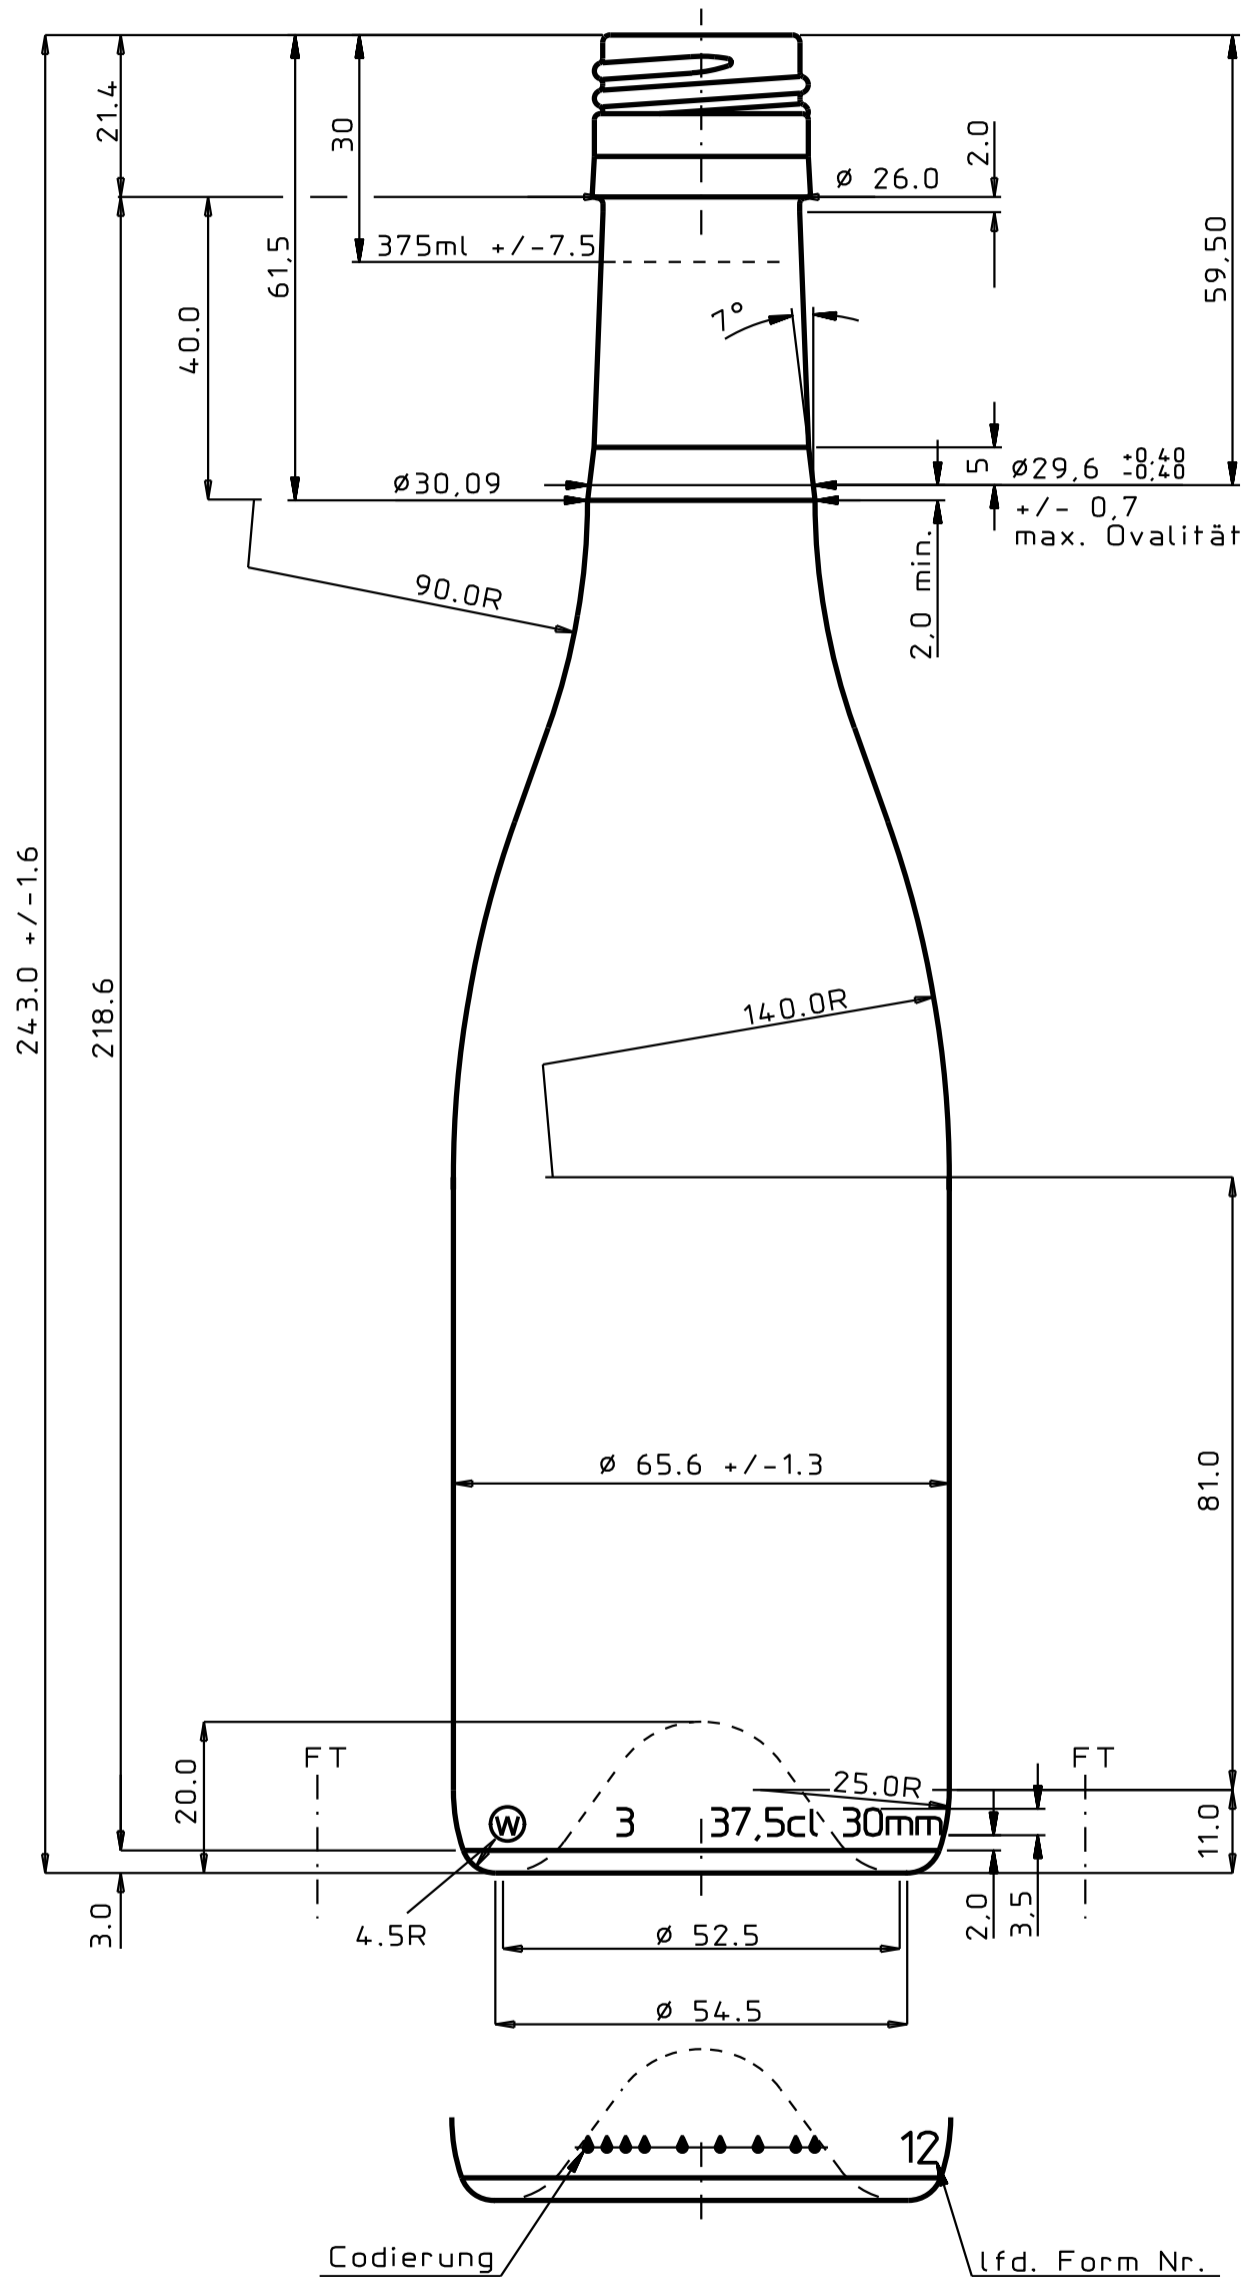 21.4
30
2.0
ø 26.0
59,50
61,5
375ml +/-7.5
40.0
7°
5
ø29,6 +0,40 -0,40
+/- 0,7
max. Ovalität
ø30,09
2,0 min.
90.0R
243.0 +/-1.6
218.6
140.0R
ø 65.6 +/-1.3
81.0
20.0
FT
FT
25.0R
W 3 37,5cl 30mm
11.0
3.0
4.5R
ø 52.5
2,0
3,5
ø 54.5
12
Codierung
lfd. Form Nr.